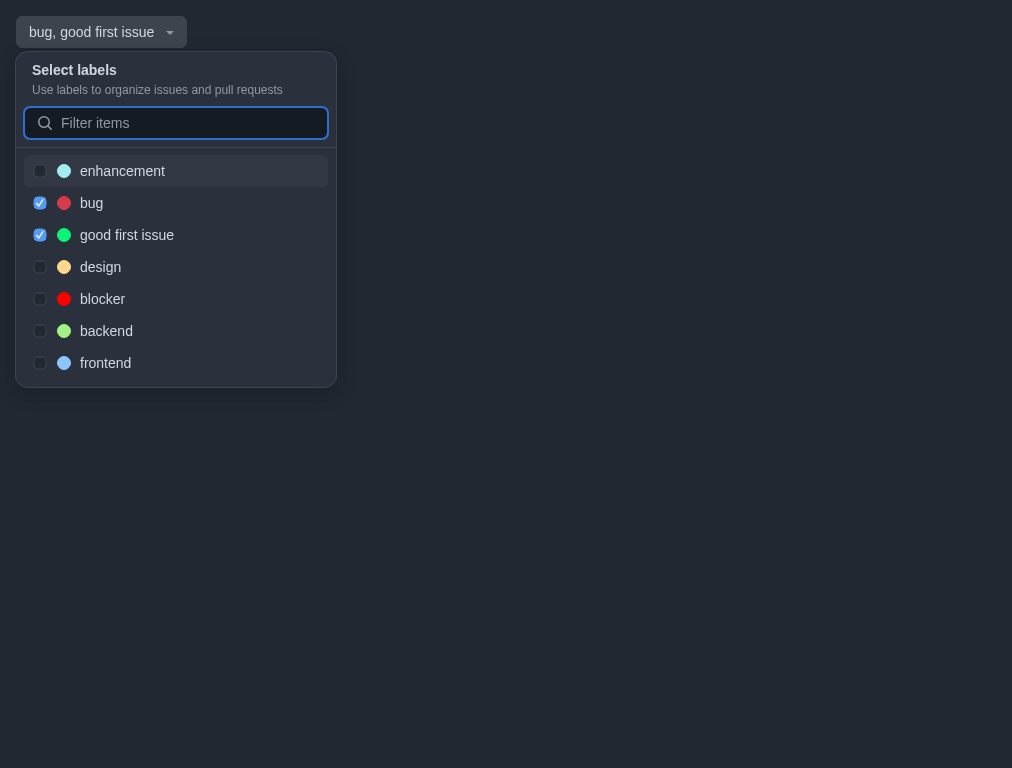 bug, good first issue
Select labels
Use labels to organize issues and pull requests
Filter items
enhancement
bug
good first issue
design
blocker
backend
frontend